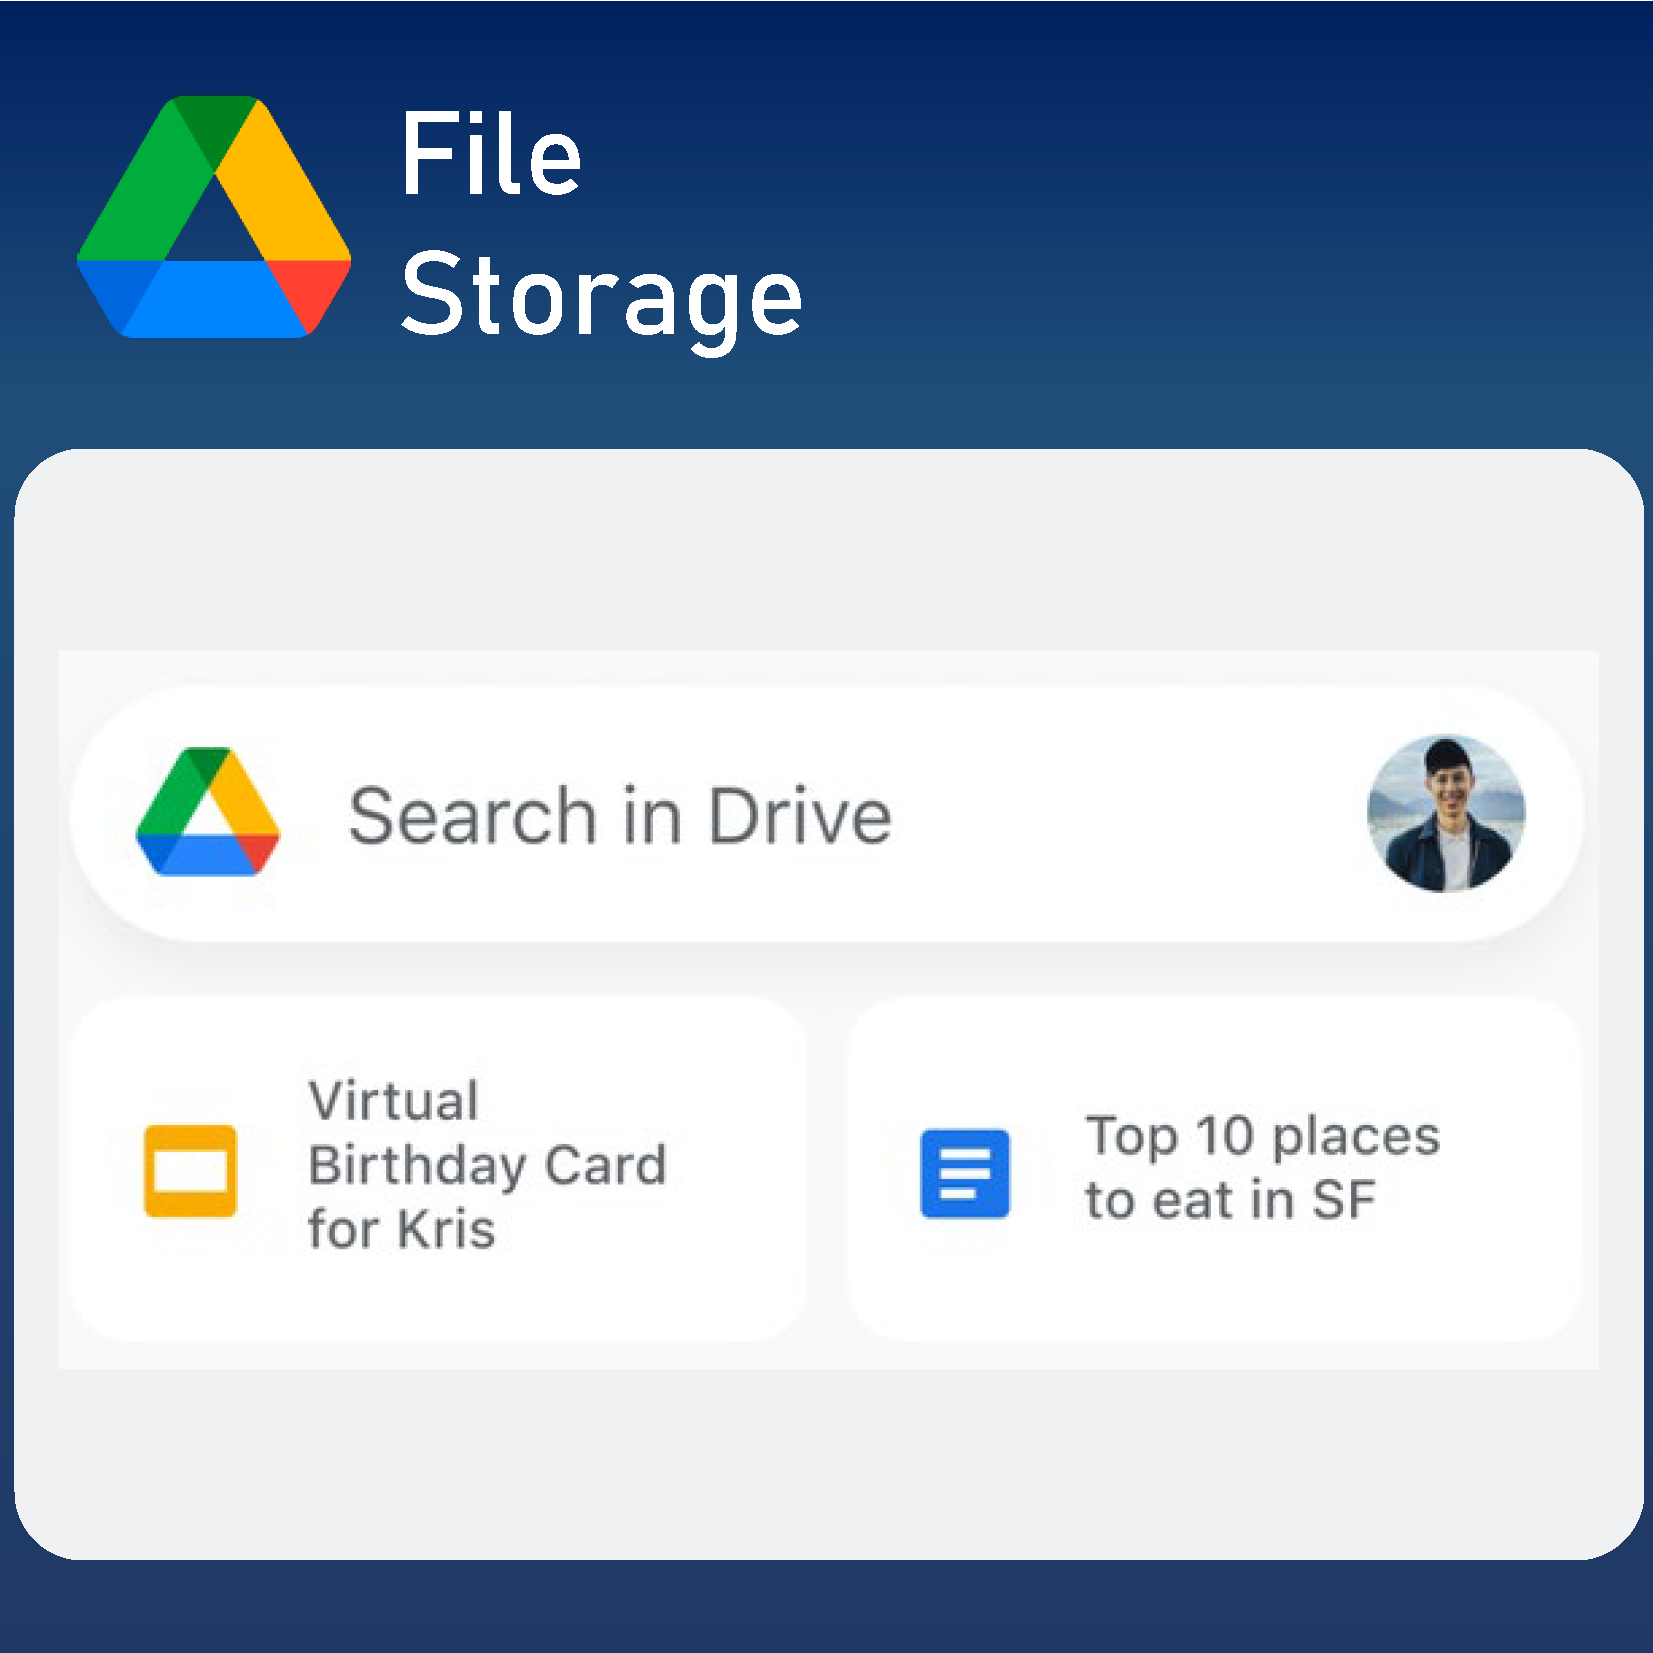 File
Storage
Search in Drive
Virtual
Birthday Card
for Kris
Top 10 places
to eat in SF